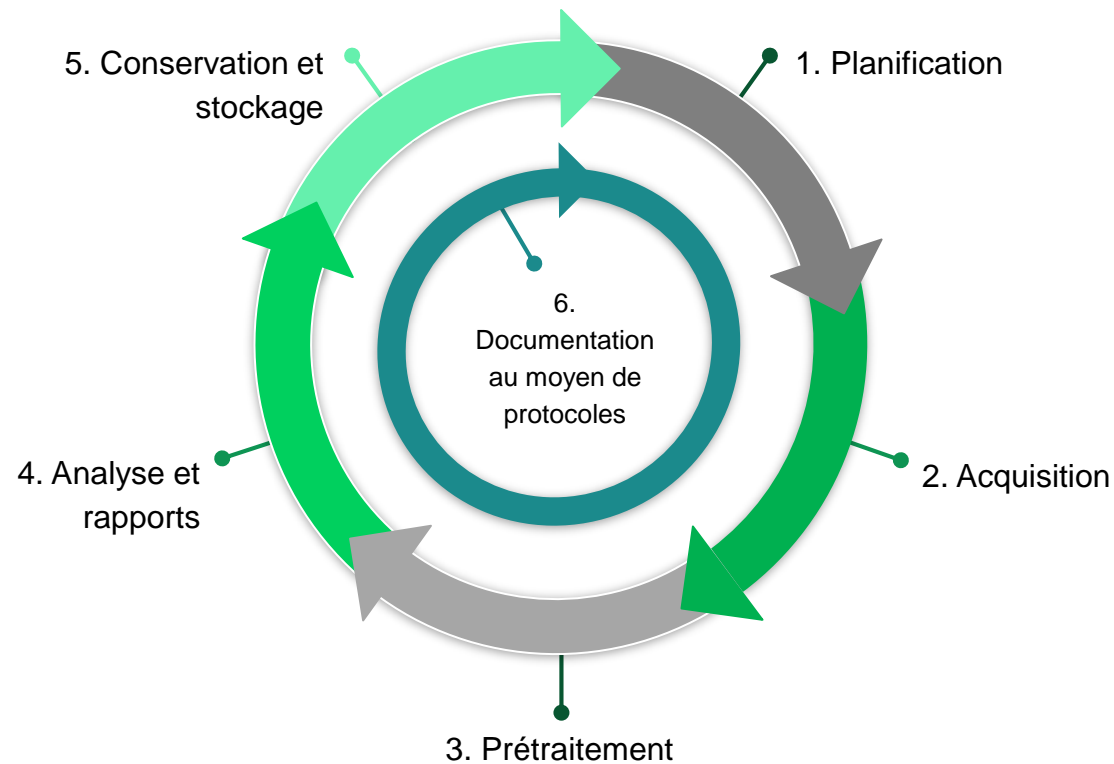 1. Planification
2. Acquisition
3. Prétraitement
4. Analyse et
rapports
5. Conservation et
stockage
6.
Documentation
au moyen de
protocoles